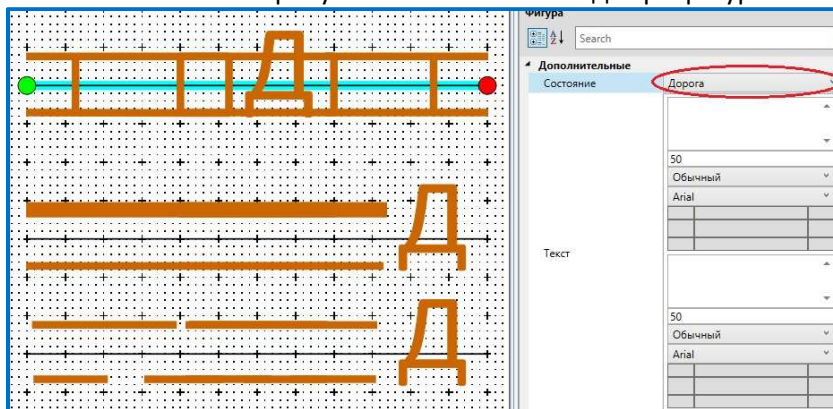 Фигура
Search
Дополнительные
Состояние
Дорога
50
Обычный
Arial
Текст
50
Обычный
Arial
Д
Д
Д